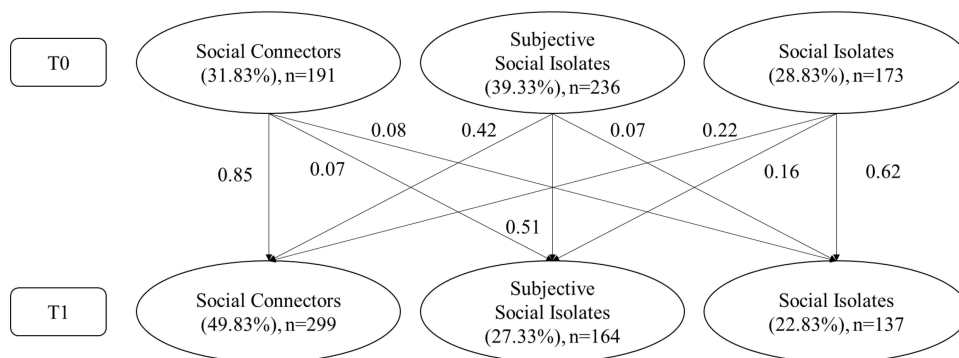 T0
Social Connectors
(31.83%), n=191
Subjective
Social Isolates
(39.33%), n=236
Social Isolates
(28.83%), n=173
0.85
0.07
0.08
0.42
0.51
0.07
0.22
0.16
0.62
T1
Social Connectors
(49.83%), n=299
Subjective
Social Isolates
(27.33%), n=164
Social Isolates
(22.83%), n=137